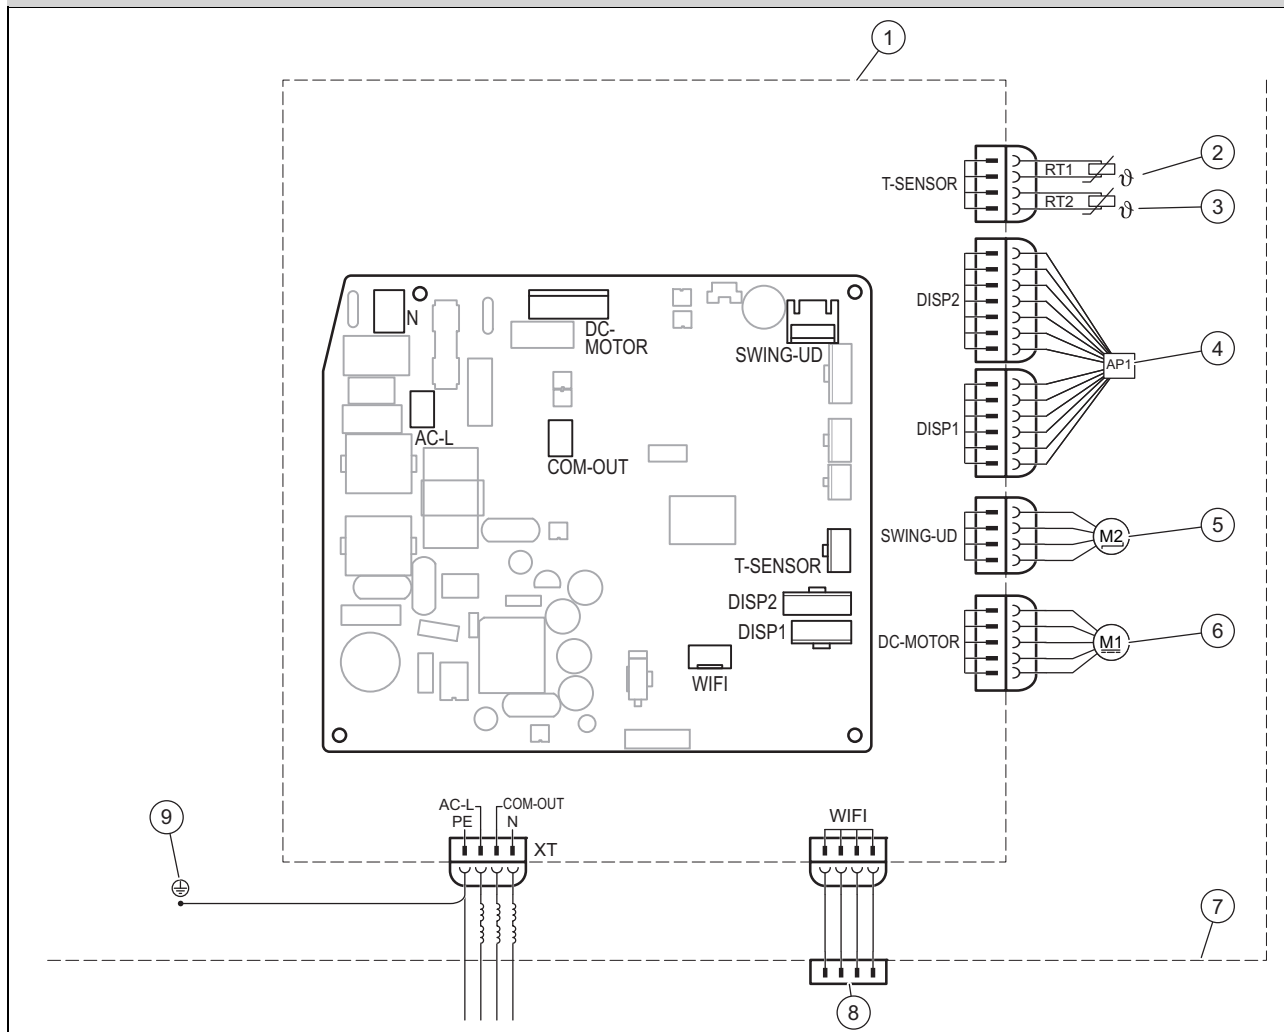 1
2
T-SENSOR
RT1
ϑ
RT2
ϑ
3
DISP2
AP1
4
DISP1
N
DC-
MOTOR
SWING-UD
AC-L
COM-OUT
SWING-UD
M2
5
T-SENSOR
DISP2
DISP1
DC-MOTOR
M1
6
WIFI
AC-L
COM-OUT
PE
N
XT
WIFI
9
7
8